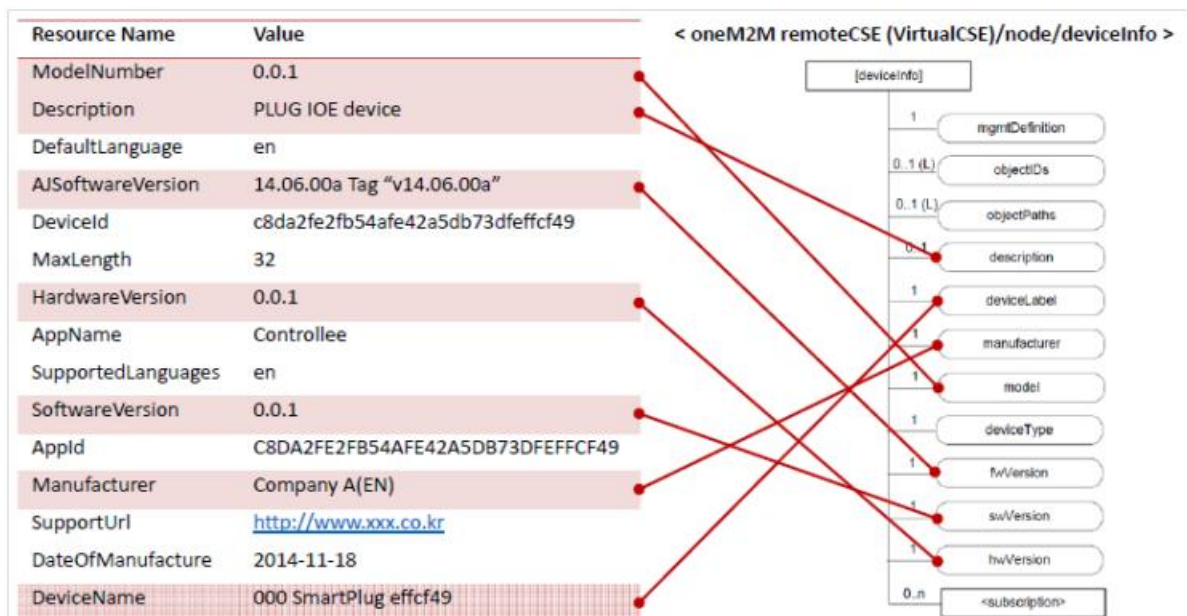 Resource Name Value
ModelNumber 0.0.1
Description PLUG IOE device
DefaultLanguage en
AJSoftwareVersion 14.06.00a Tag “v14.06.00a”
DeviceId c8da2fe2fb54afe42a5db73dfeffcf49
MaxLength 32
HardwareVersion 0.0.1
AppName Controllee
SupportedLanguages en
SoftwareVersion 0.0.1
AppId C8DA2FE2FB54AFE42A5DB73DFEFFCF49
Manufacturer Company A(EN)
SupportUrl http://www.xxx.co.kr
DateOfManufacture 2014-11-18
DeviceName 000 SmartPlug effcf49
< oneM2M remoteCSE (VirtualCSE)/node/deviceInfo >
[deviceInfo]
1 mgmtDefinition
0..1 (L) objectIDs
0..1 (L) objectPaths
0..1 description
1 deviceLabel
1 manufacturer
1 model
1 deviceType
1 fwVersion
1 swVersion
1 hwVersion
0..n <subscription>